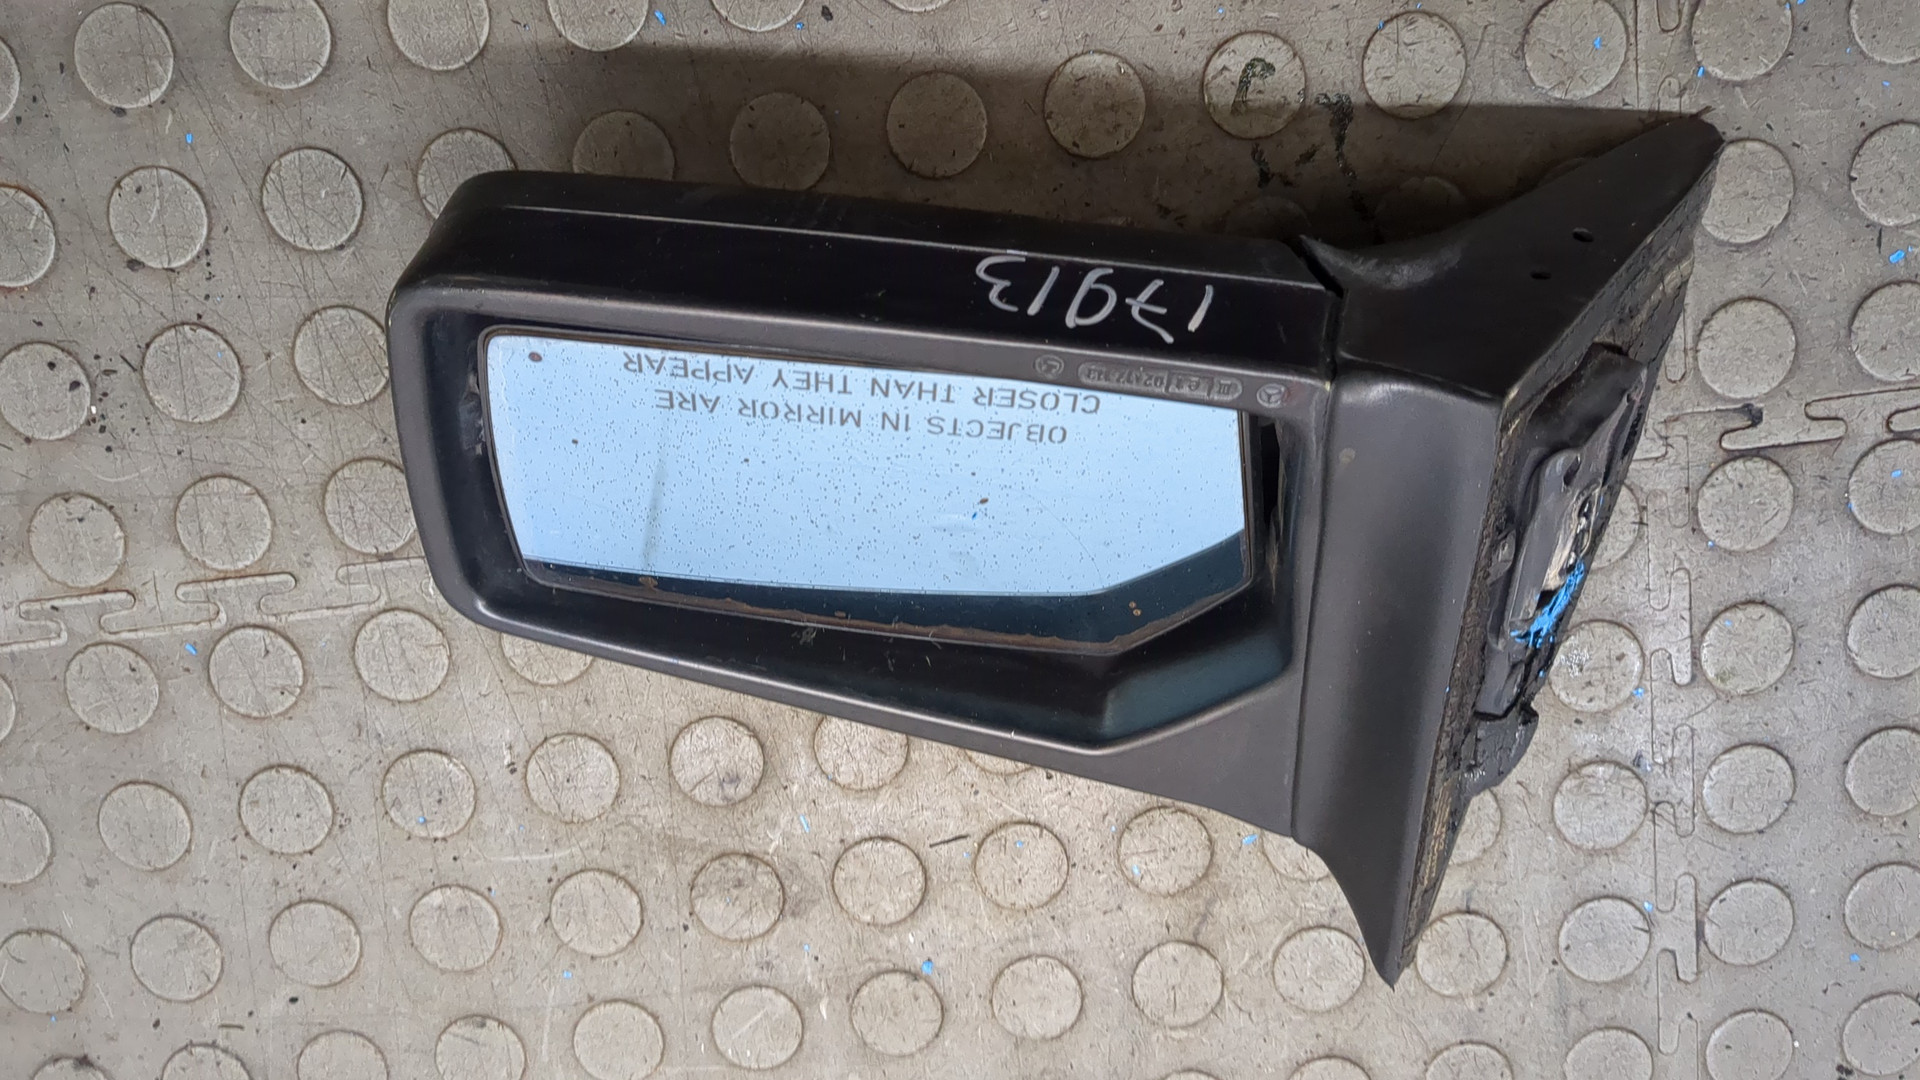 17913
OBJECTS IN MIRROR ARE
CLOSER THAN THEY APPEAR